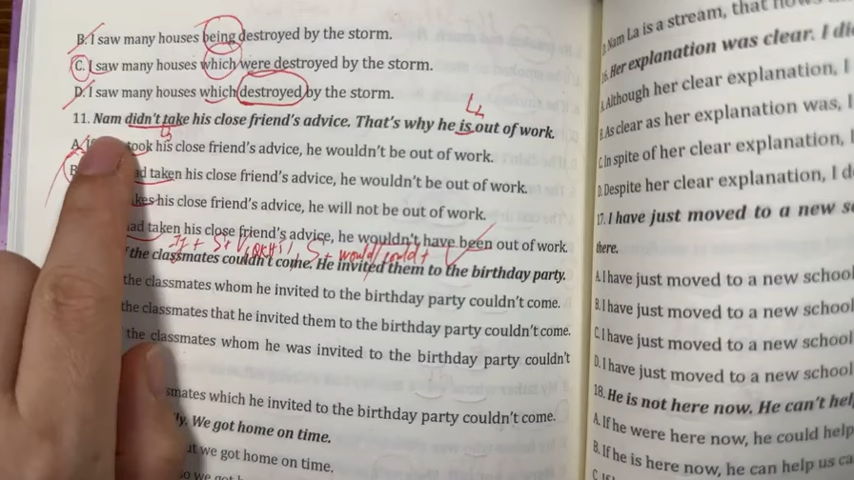 B. I saw many houses being destroyed by the storm.
C. I saw many houses which were destroyed by the storm.
D. I saw many houses which destroyed by the storm.
11. Nam didn't take his close friend's advice. That's why he is out of work.
A. took his close friend's advice, he wouldn't be out of work.
B. taken his close friend's advice, he wouldn't be out of work.
his close friend's advice, he will not be out of work.
taken his close friend's advice, he wouldn't have been out of work.
If + S + V, S + would/could + V
the classmates couldn't come. He invited them to the birthday party.
the classmates whom he invited to the birthday party couldn't come.
the classmates that he invited them to the birthday party couldn't come.
the classmates whom he was invited to the birthday party couldn't
which he invited to the birthday party couldn't come.
We got home on time.
we got home on time.
we
Nam La is a stream, that
Her explanation was clear. I
A. Although her clear explanation, I
B. As clear as her explanation was, I
C. In spite of her clear explanation, I
D. Despite her clear explanation, I
17. I have just moved to a new
there.
A. I have just moved to a new school
B. I have just moved to a new school
C. I have just moved to a new school
D. I have just moved to a new school
18. He is not here now. He can't
A. If he were here now, he could help
B. If he is here now, he can help us
C.